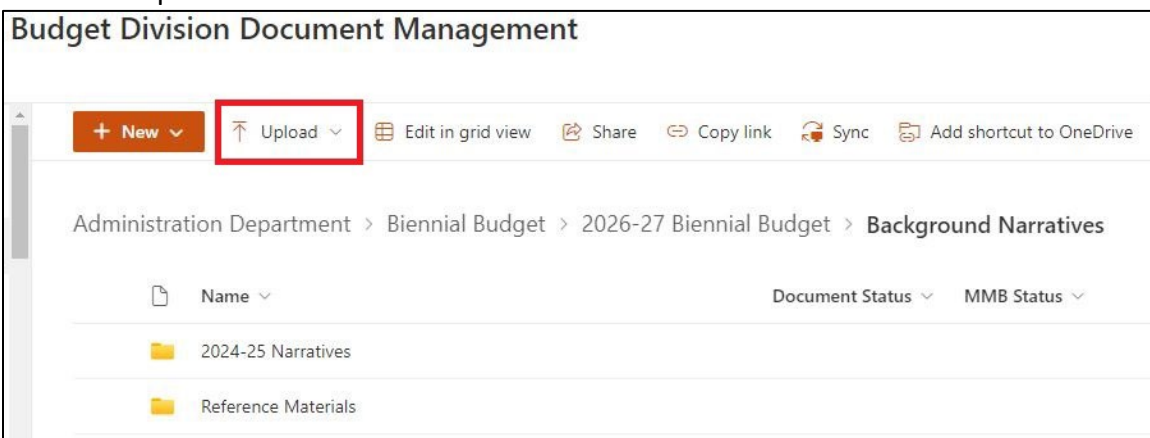 Budget Division Document Management
+ New Upload Edit in grid view Share Copy link Sync Add shortcut to OneDrive
Administration Department > Biennial Budget > 2026-27 Biennial Budget > Background Narratives
Name Document Status MMB Status
2024-25 Narratives
Reference Materials